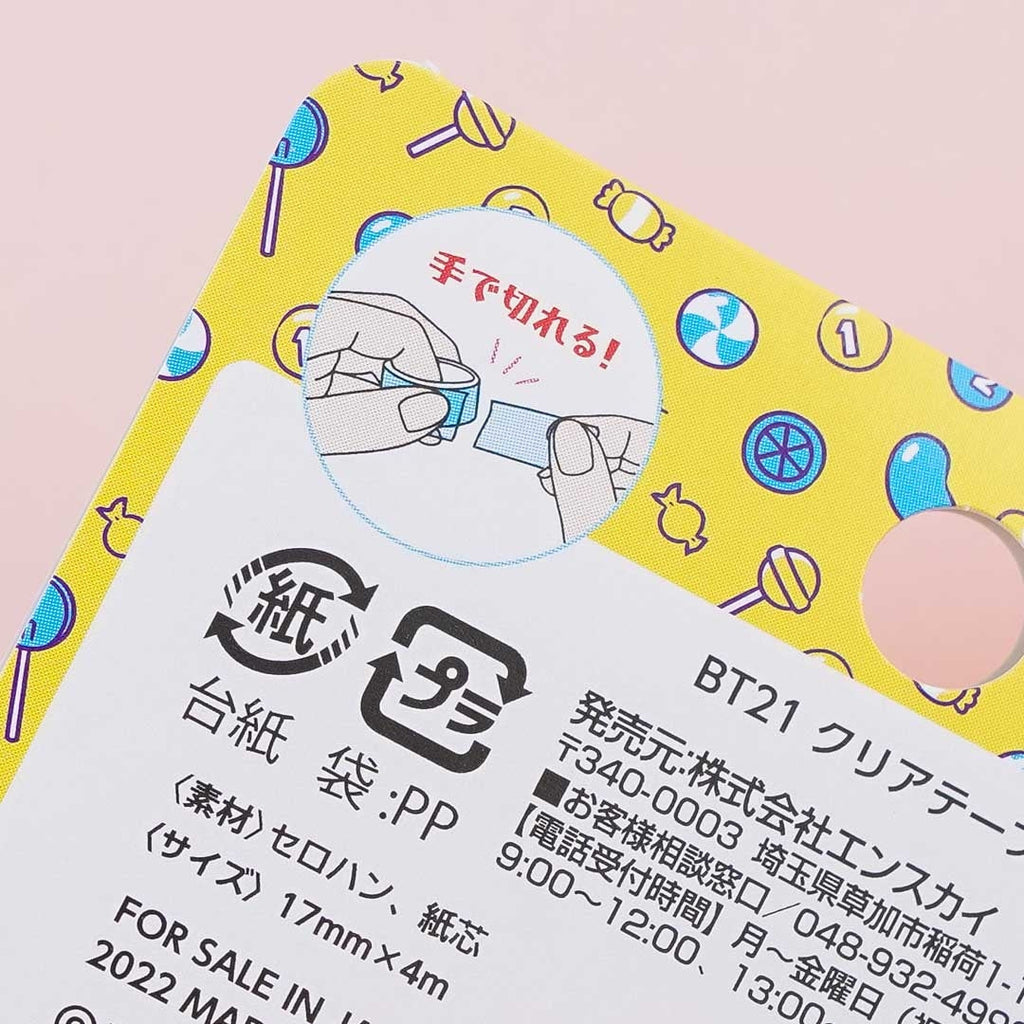 手で切れる!
紙
プラ
台紙 袋:PP
〈素材〉セロハン、紙芯
〈サイズ〉17mm×4m
FOR SALE IN
2022
BT21 クリアテー
発売元:株式会社エンスカイ
〒340-0003 埼玉県草加市稲荷1-
■お客様相談窓口/048-932-49
【電話受付時間】月〜金曜日
9:00〜12:00、13:00
1
1
2